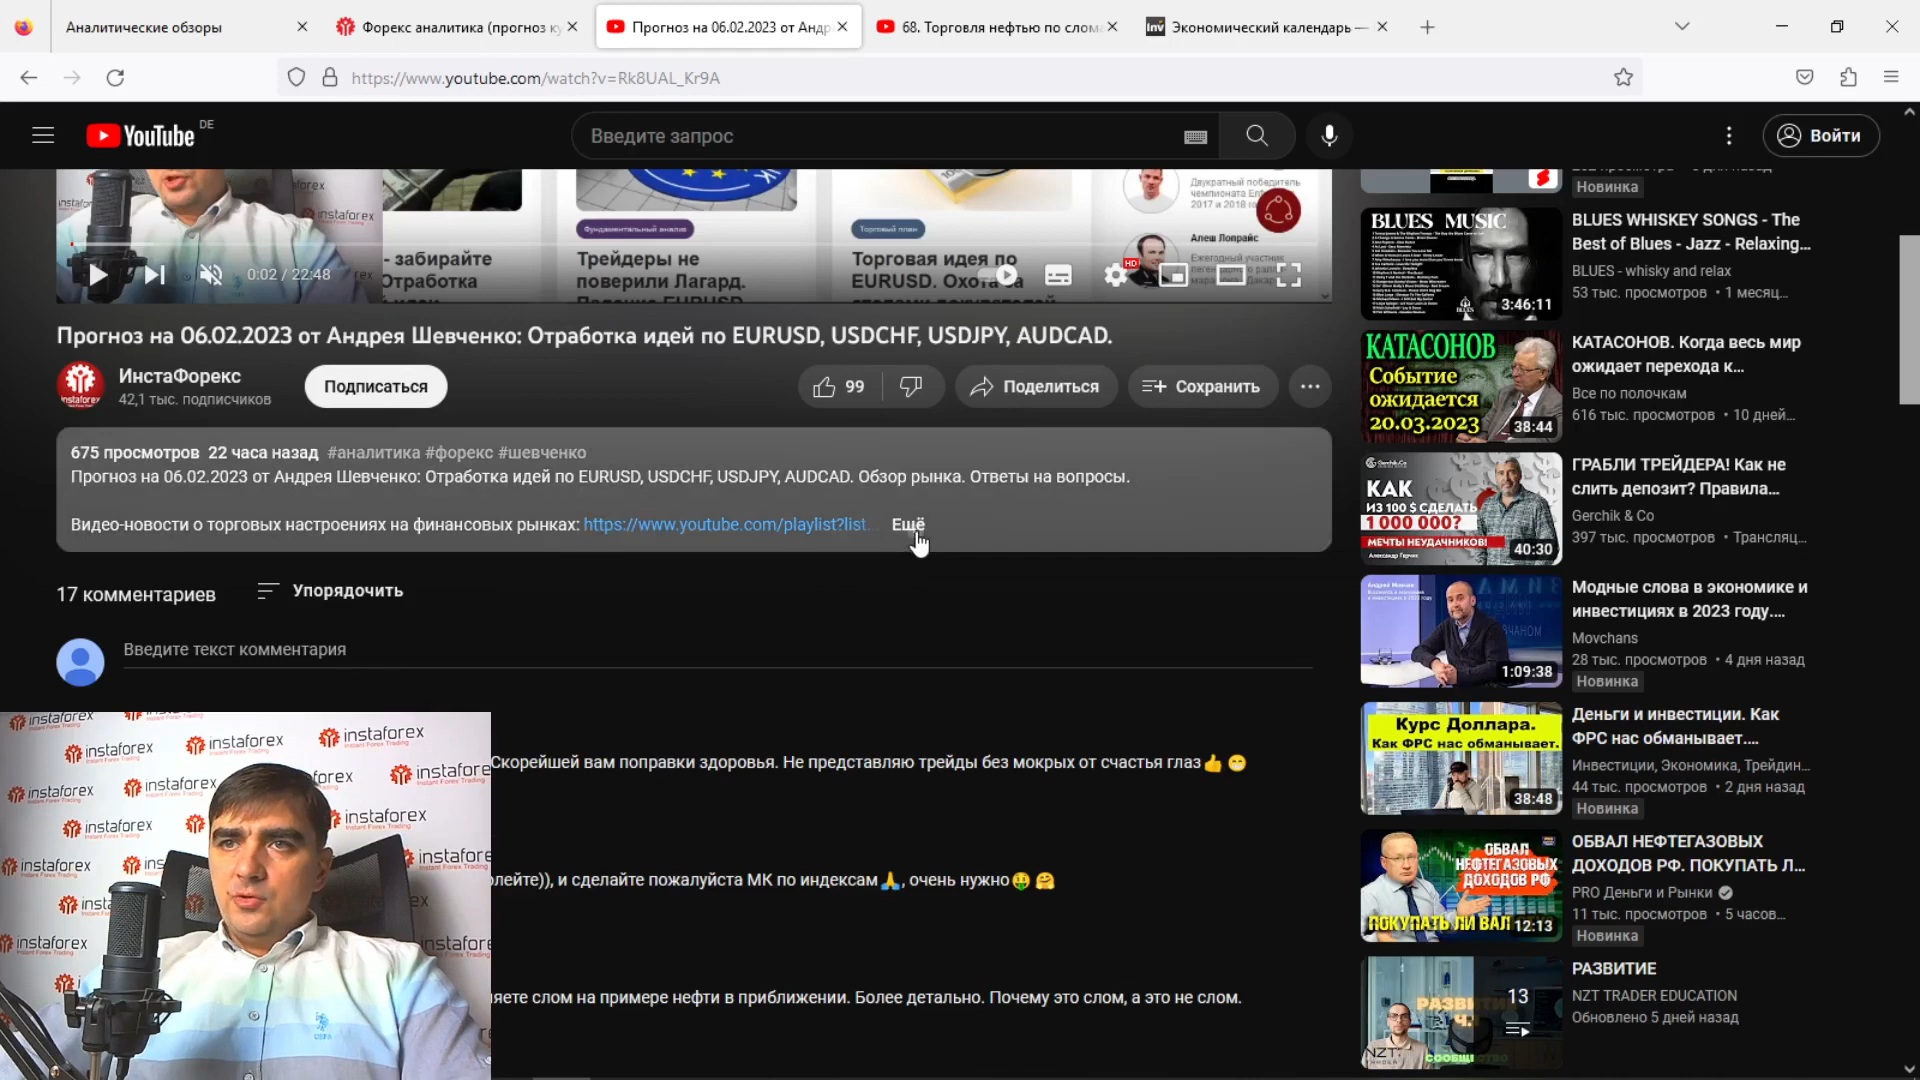 Аналитические обзоры
Форекс аналитика (прогноз ку
Прогноз на 06.02.2023 от Андр
68. Торговля нефтью по слома
Inv Экономический календарь —
https://www.youtube.com/watch?v=Rk8UAL_Kr9A
YouTube DE
Введите запрос
Войти
Фундаментальный анализ
Торговый план
Двукратный победитель
2017 и 2018 го
Алеш Лопрайс
- забирайте
Отработка
Трейдеры не
поверили Лагард.
Торговая идея по
EURUSD. Охота за
0:02 / 22:48
HD
Прогноз на 06.02.2023 от Андрея Шевченко: Отработка идей по EURUSD, USDCHF, USDJPY, AUDCAD.
ИнстаФорекс
42,1 тыс. подписчиков
Подписаться
99
Поделиться
Сохранить
675 просмотров 22 часа назад #аналитика #форекс #шевченко
Прогноз на 06.02.2023 от Андрея Шевченко: Отработка идей по EURUSD, USDCHF, USDJPY, AUDCAD. Обзор рынка. Ответы на вопросы.
Видео-новости о торговых настроениях на финансовых рынках: https://www.youtube.com/playlist?list... Ещё
17 комментариев
Упорядочить
Введите текст комментария
Скорейшей вам поправки здоровья. Не представляю трейды без мокрых от счастья глаз👍😁
олейте)), и сделайте пожалуйста МК по индексам🙏, очень нужно🤑🤗
яете слом на примере нефти в приближении. Более детально. Почему это слом, а это не слом.
instaforex
Instant Forex Trading
Новинка
BLUES MUSIC
3:46:11
BLUES WHISKEY SONGS - The
Best of Blues - Jazz - Relaxing...
BLUES - whisky and relax
53 тыс. просмотров • 1 месяц...
КАТАСОНОВ
Событие
ожидается
20.03.2023
38:44
КАТАСОНОВ. Когда весь мир
ожидает перехода к...
Все по полочкам
616 тыс. просмотров • 10 дней...
Gerchik & Co
КАК
ИЗ 100 $ СДЕЛАТЬ
1 000 000?
МЕЧТЫ НЕУДАЧНИКОВ!
Александр Герчик
40:30
ГРАБЛИ ТРЕЙДЕРА! Как не
слить депозит? Правила...
Gerchik & Co
397 тыс. просмотров • Трансляц...
1:09:38
Модные слова в экономике и
инвестициях в 2023 году....
Movchans
28 тыс. просмотров • 4 дня назад
Новинка
Курс Доллара.
Как ФРС нас обманывает.
38:48
Деньги и инвестиции. Как
ФРС нас обманывает....
Инвестиции, Экономика, Трейдин...
44 тыс. просмотров • 2 дня назад
Новинка
ОБВАЛ
НЕФТЕГАЗОВЫХ
ДОХОДОВ РФ
ПОКУПАТЬ ЛИ ВАЛ
12:13
ОБВАЛ НЕФТЕГАЗОВЫХ
ДОХОДОВ РФ. ПОКУПАТЬ Л...
PRO Деньги и Рынки
11 тыс. просмотров • 5 часов...
Новинка
13
РАЗВИТИЕ
NZT TRADER EDUCATION
Обновлено 5 дней назад